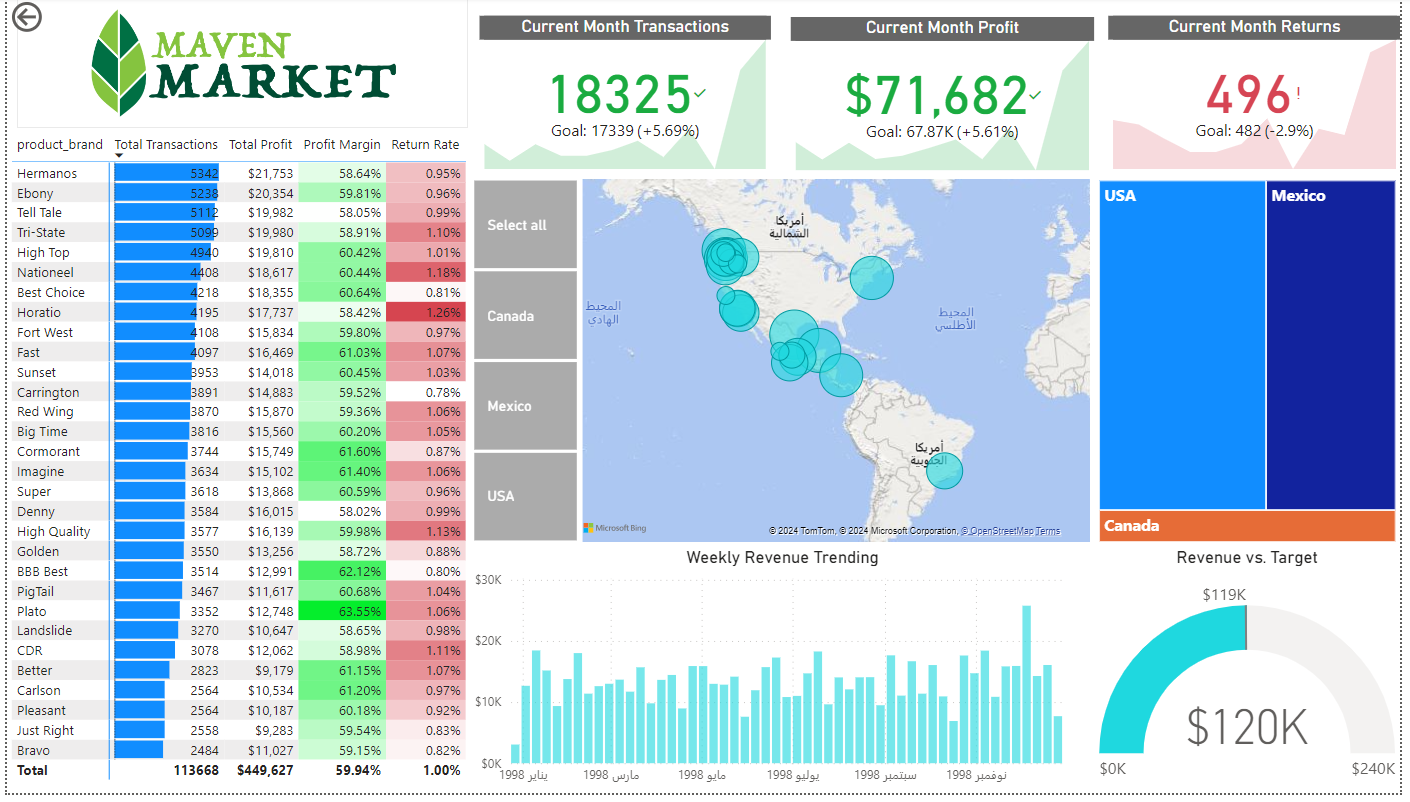 MAVEN
MARKET
Current Month Transactions
18325
Goal: 17339 (+5.69%)
Current Month Profit
$71,682
Goal: 67.87K (+5.61%)
Current Month Returns
496!
Goal: 482 (-2.9%)
product_brand Total Transactions Total Profit Profit Margin Return Rate
Hermanos 5342 $21,753 58.64% 0.95%
Ebony 5238 $20,354 59.81% 0.96%
Tell Tale 5112 $19,982 58.05% 0.99%
Tri-State 5099 $19,980 58.91% 1.10%
High Top 4940 $19,810 60.42% 1.01%
Nationeel 4408 $18,617 60.44% 1.18%
Best Choice 4218 $18,355 60.64% 0.81%
Horatio 4195 $17,737 58.42% 1.26%
Fort West 4108 $15,834 59.80% 0.97%
Fast 4097 $16,469 61.03% 1.07%
Sunset 3953 $14,018 60.45% 1.03%
Carrington 3891 $14,883 59.52% 0.78%
Red Wing 3870 $15,870 59.36% 1.06%
Big Time 3816 $15,560 60.20% 1.05%
Cormorant 3744 $15,749 61.60% 0.87%
Imagine 3634 $15,102 61.40% 1.06%
Super 3618 $13,868 60.59% 0.96%
Denny 3584 $16,015 58.02% 0.99%
High Quality 3577 $16,139 59.98% 1.13%
Golden 3550 $13,256 58.72% 0.88%
BBB Best 3514 $12,991 62.12% 0.80%
PigTail 3467 $11,617 60.68% 1.04%
Plato 3352 $12,748 63.55% 1.06%
Landslide 3270 $10,647 58.65% 0.98%
CDR 3078 $12,062 58.98% 1.11%
Better 2823 $9,179 61.15% 1.07%
Carlson 2564 $10,534 61.20% 0.97%
Pleasant 2564 $10,187 60.18% 0.92%
Just Right 2558 $9,283 59.54% 0.83%
Bravo 2484 $11,027 59.15% 0.82%
Total 113668 $449,627 59.94% 1.00%
Select all
Canada
Mexico
USA
أمريكا
الشمالية
المحيط
الهادي
المحيط
الأطلسي
أمريكا
الجنوبية
Microsoft Bing
© 2024 TomTom, © 2024 Microsoft Corporation, © OpenStreetMap Terms
USA
Mexico
Canada
Weekly Revenue Trending
$30K
$20K
$10K
$0K
يناير 1998
مارس 1998
مايو 1998
يوليو 1998
سبتمبر 1998
نوفمبر 1998
Revenue vs. Target
$119K
$120K
$0K
$240K